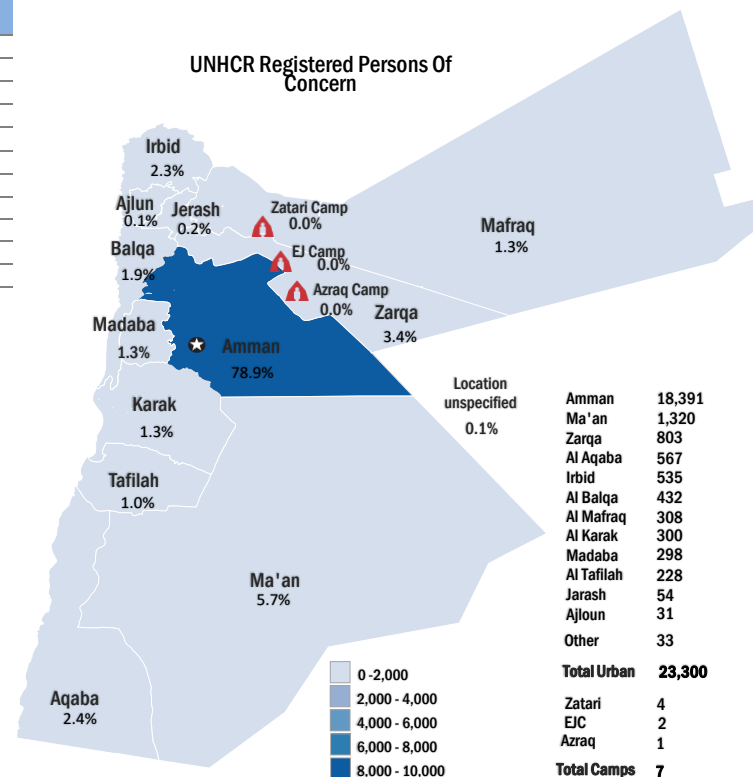 UNHCR Registered Persons Of
Concern
Irbid
2.3%
Ajlun
0.1%
Jerash
0.2%
Zatari Camp
0.0%
Mafraq
1.3%
Balqa
1.9%
EJ Camp
0.0%
Azraq Camp
0.0%
Zarqa
3.4%
Madaba
1.3%
Amman
78.9%
Karak
1.3%
Location
unspecified
0.1%
Tafilah
1.0%
Ma'an
5.7%
Aqaba
2.4%
Amman 18,391
Ma'an 1,320
Zarqa 803
Al Aqaba 567
Irbid 535
Al Balqa 432
Al Mafraq 308
Al Karak 300
Madaba 298
Al Tafilah 228
Jarash 54
Ajloun 31
Other 33
Total Urban 23,300
Zatari 4
EJC 2
Azraq 1
Total Camps 7
0 -2,000
2,000 - 4,000
4,000 - 6,000
6,000 - 8,000
8,000 - 10,000